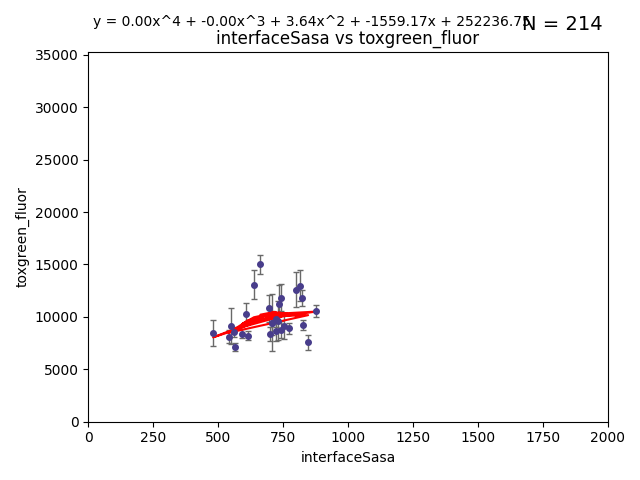 y = 0.00x^4 + -0.00x^3 + 3.64x^2 + -1559.17x + 252236.75
N = 214
interfaceSasa vs toxgreen_fluor
35000
30000
25000
20000
15000
10000
5000
0
toxgreen_fluor
0 250 500 750 1000 1250 1500 1750 2000
interfaceSasa